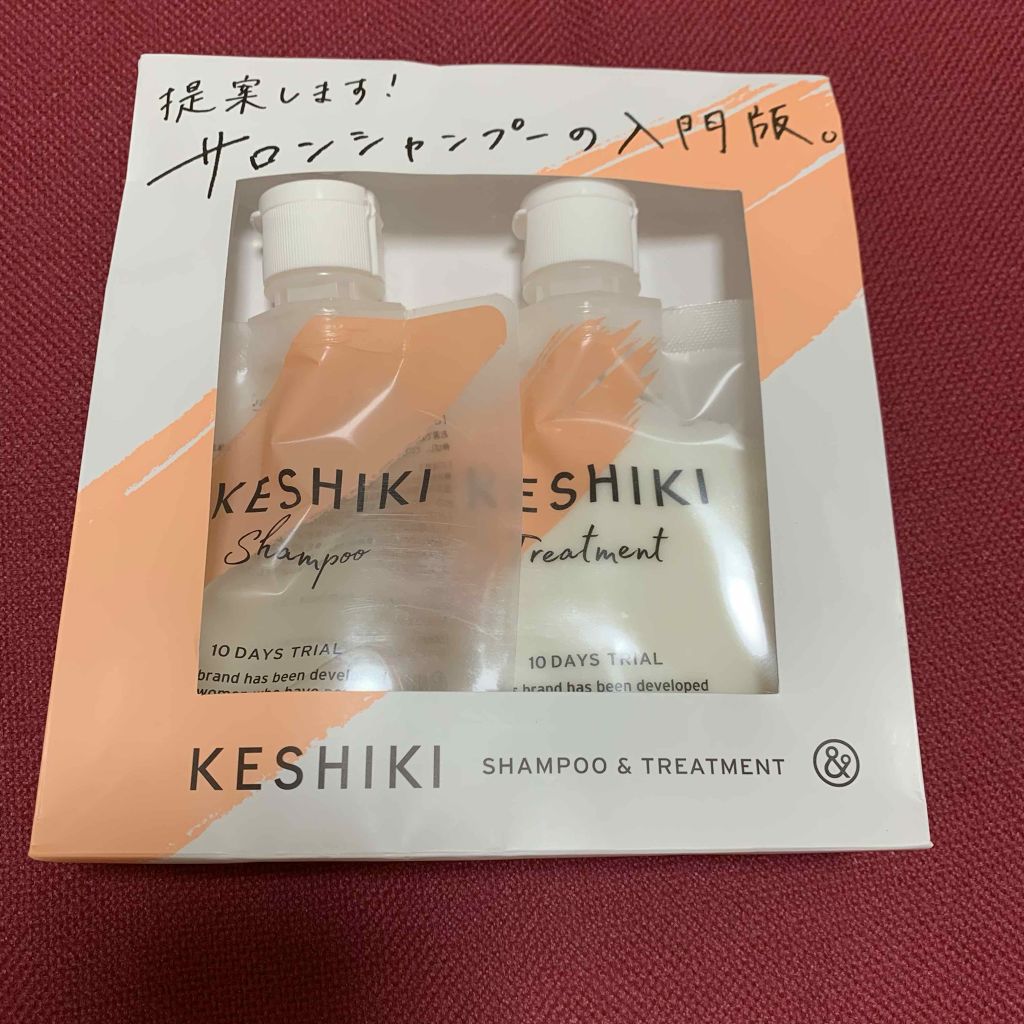 提案します!
サロンシャンプーの入門版。
KESHIKI
Shampoo
10 DAYS TRIAL
brand has been
KESHIKI
Treatment
10 DAYS TRIAL
brand has been developed
KESHIKI SHAMPOO & TREATMENT &